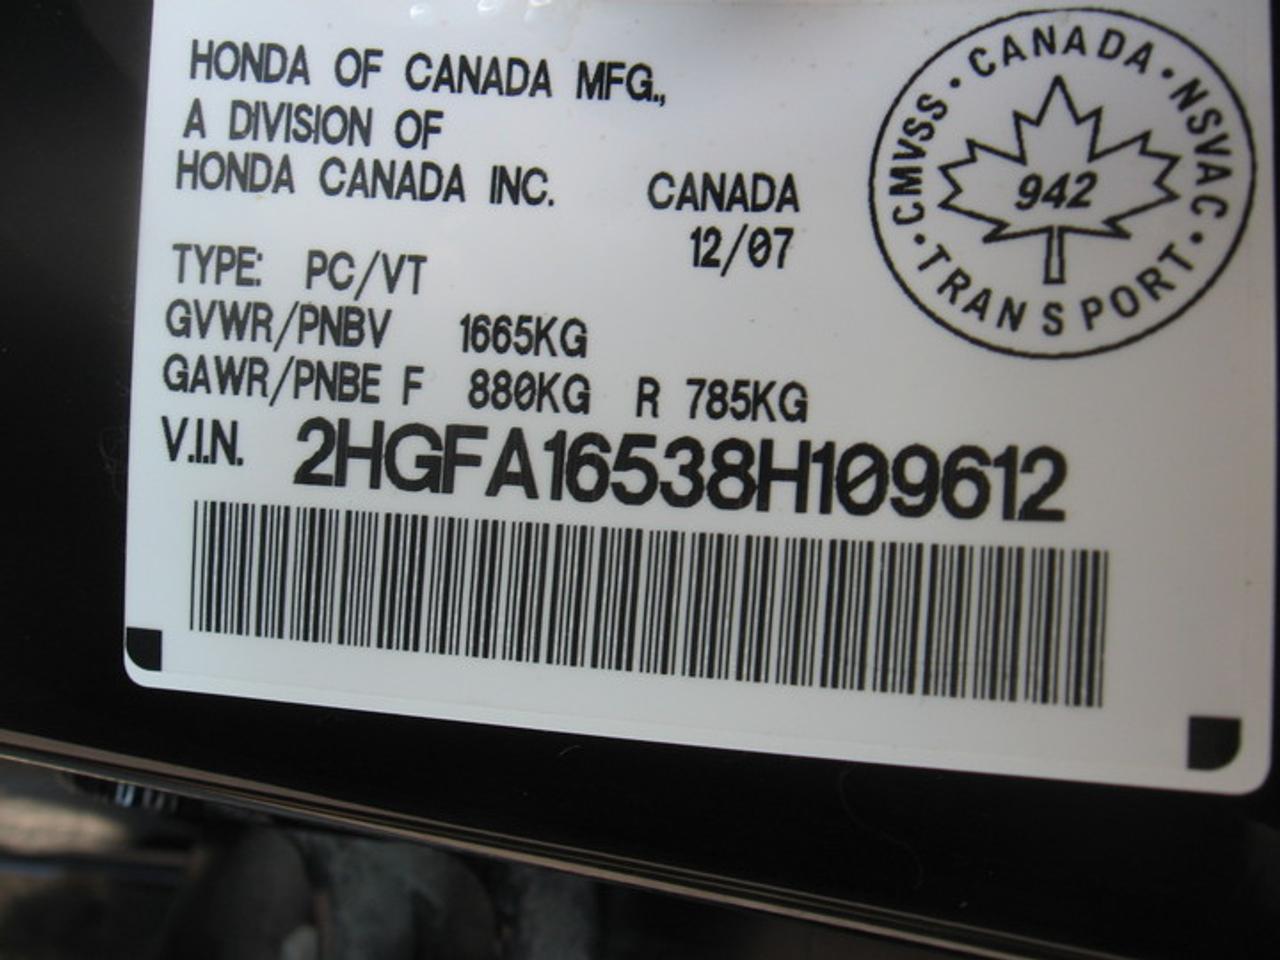 HONDA OF CANADA MFG.,
A DIVISION OF
HONDA CANADA INC. CANADA
12/07
TYPE: PC/VT
GVWR/PNBV 1665KG
GAWR/PNBE F 880KG R 785KG
V.I.N. 2HGFA16538H109612
CMVSS · CANADA · NSVAC · TRANSPORT ·
942